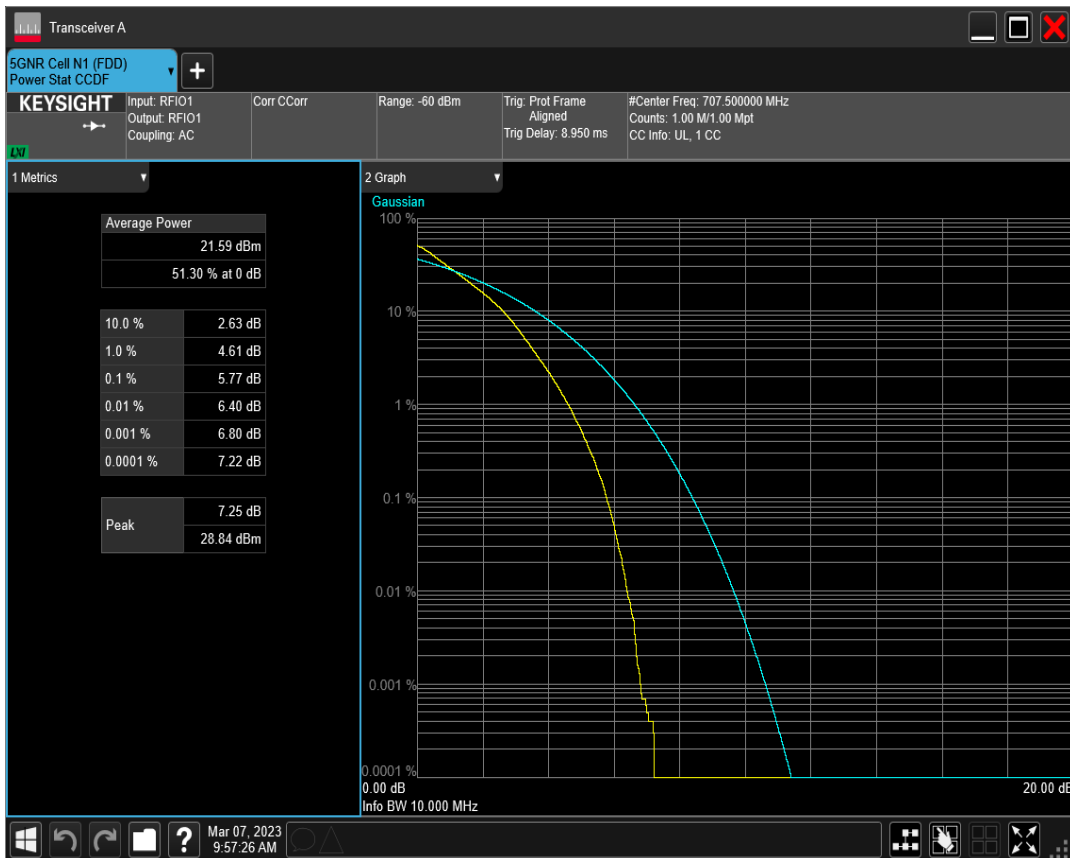 Transceiver A
5GNR Cell N1 (FDD)
Power Stat CCDF
KEYSIGHT
LXI
Input: RFIO1
Output: RFIO1
Coupling: AC
Corr CCorr
Range: -60 dBm
Trig: Prot Frame
Aligned
Trig Delay: 8.950 ms
#Center Freq: 707.500000 MHz
Counts: 1.00 M/1.00 Mpt
CC Info: UL, 1 CC
1 Metrics
Average Power
21.59 dBm
51.30 % at 0 dB
10.0 % 2.63 dB
1.0 % 4.61 dB
0.1 % 5.77 dB
0.01 % 6.40 dB
0.001 % 6.80 dB
0.0001 % 7.22 dB
Peak
7.25 dB
28.84 dBm
2 Graph
Gaussian
100 %
10 %
1 %
0.1 %
0.01 %
0.001 %
0.0001 %
0.00 dB 20.00 dB
Info BW 10.000 MHz
?
Mar 07, 2023
9:57:26 AM